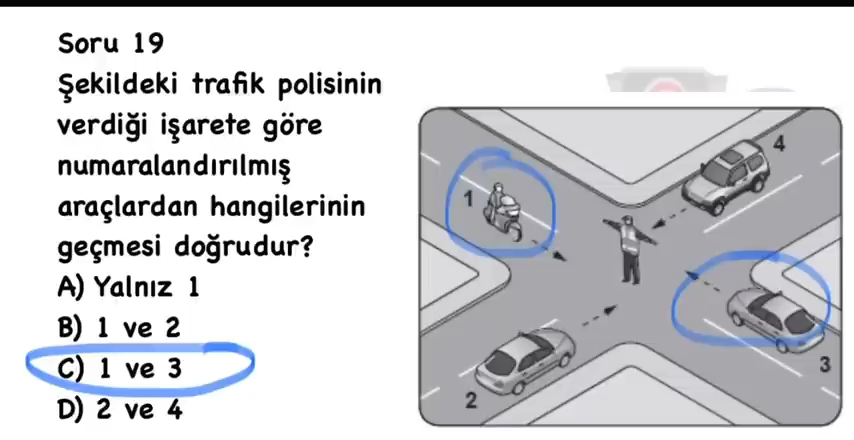 Soru 19
Şekildeki trafik polisinin
verdiği işarete göre
numaralandırılmış
araçlardan hangilerinin
geçmesi doğrudur?
A) Yalnız 1
B) 1 ve 2
C) 1 ve 3
D) 2 ve 4
1
4
2
3